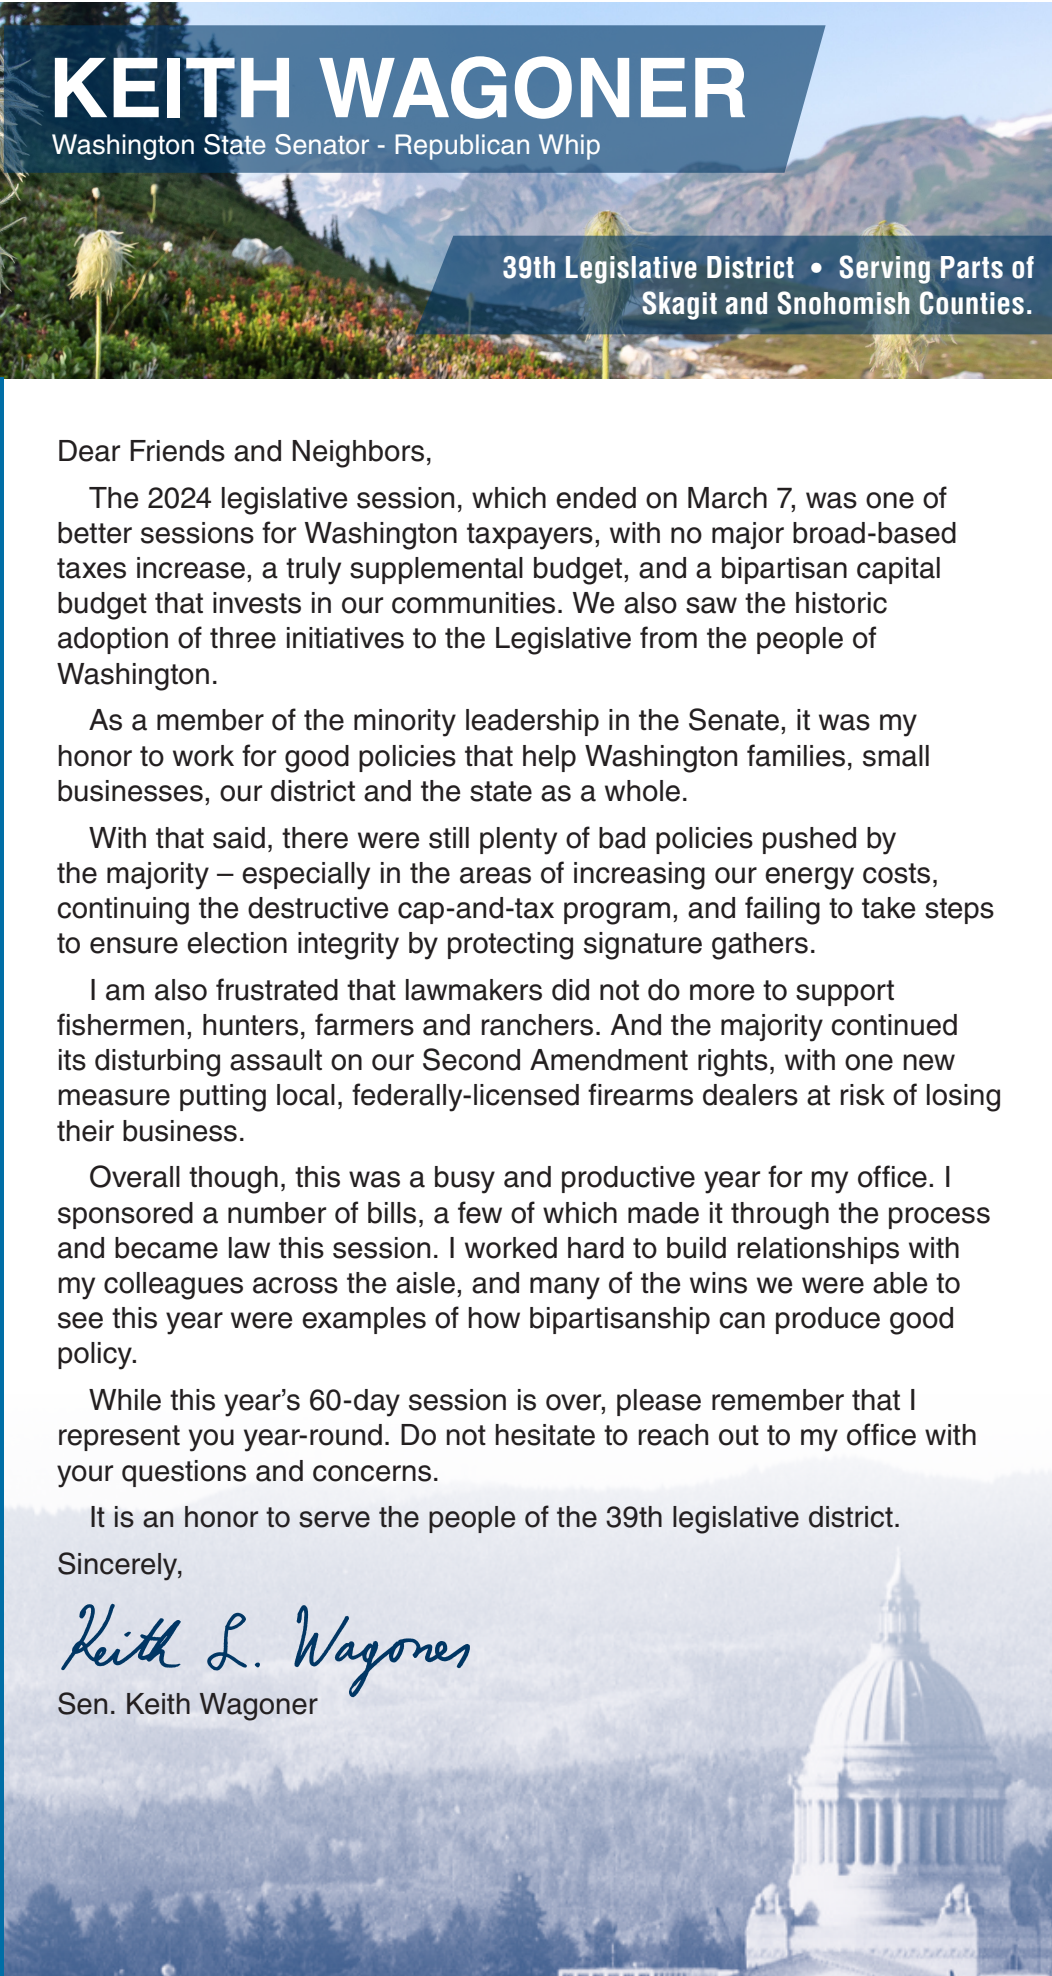 KEITH WAGONER
Washington State Senator - Republican Whip
39th Legislative District • Serving Parts of
Skagit and Snohomish Counties.
Dear Friends and Neighbors,
The 2024 legislative session, which ended on March 7, was one of
better sessions for Washington taxpayers, with no major broad-based
taxes increase, a truly supplemental budget, and a bipartisan capital
budget that invests in our communities. We also saw the historic
adoption of three initiatives to the Legislative from the people of
Washington.
As a member of the minority leadership in the Senate, it was my
honor to work for good policies that help Washington families, small
businesses, our district and the state as a whole.
With that said, there were still plenty of bad policies pushed by
the majority – especially in the areas of increasing our energy costs,
continuing the destructive cap-and-tax program, and failing to take steps
to ensure election integrity by protecting signature gathers.
I am also frustrated that lawmakers did not do more to support
fishermen, hunters, farmers and ranchers. And the majority continued
its disturbing assault on our Second Amendment rights, with one new
measure putting local, federally-licensed firearms dealers at risk of losing
their business.
Overall though, this was a busy and productive year for my office. I
sponsored a number of bills, a few of which made it through the process
and became law this session. I worked hard to build relationships with
my colleagues across the aisle, and many of the wins we were able to
see this year were examples of how bipartisanship can produce good
policy.
While this year’s 60-day session is over, please remember that I
represent you year-round. Do not hesitate to reach out to my office with
your questions and concerns.
It is an honor to serve the people of the 39th legislative district.
Sincerely,
Keith L. Wagoner
Sen. Keith Wagoner